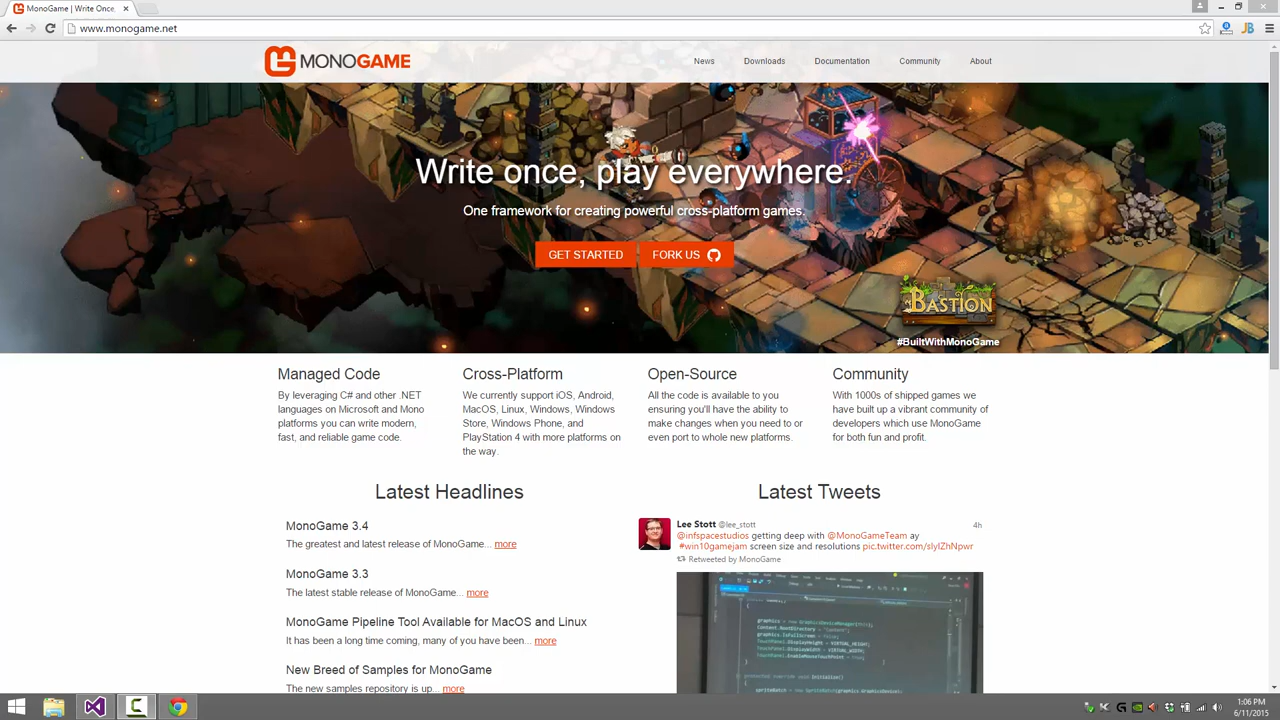 MonoGame | Write Once,
www.monogame.net
MONOGAME
News
Downloads
Documentation
Community
About
Write once, play everywhere.
One framework for creating powerful cross-platform games.
GET STARTED
FORK US
BASTION
#BuiltWithMonoGame
Managed Code
By leveraging C# and other .NET
languages on Microsoft and Mono
platforms you can write modern,
fast, and reliable game code.
Cross-Platform
We currently support iOS, Android,
MacOS, Linux, Windows, Windows
Store, Windows Phone, and
PlayStation 4 with more platforms on
the way.
Open-Source
All the code is available to you
ensuring you'll have the ability to
make changes when you need to or
even port to whole new platforms.
Community
With 1000s of shipped games we
have built up a vibrant community of
developers which use MonoGame
for both fun and profit.
Latest Headlines
MonoGame 3.4
The greatest and latest release of MonoGame... more
MonoGame 3.3
The latest stable release of MonoGame... more
MonoGame Pipeline Tool Available for MacOS and Linux
It has been a long time coming, many of you have been... more
New Breed of Samples for MonoGame
The new samples repository is up... more
Latest Tweets
Lee Stott @lee_stott
4h
@infspacestudios getting deep with @MonoGameTeam ay
#win10gamejam screen size and resolutions pic.twitter.com/slyIZhNpwr
Retweeted by MonoGame
1:06 PM
6/11/2015